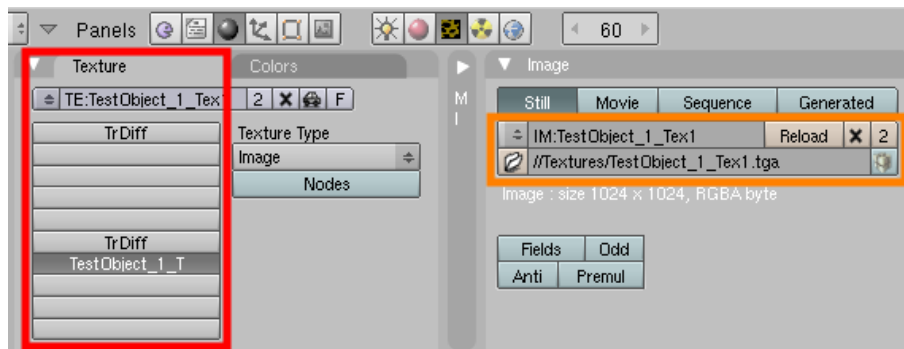 Panels 60
Texture Colors
TE:TestObject_1_Tex1 2 F
TrDiff
TrDiff
TestObject_1_T
Texture Type
Image
Nodes
M
I
Image
Still Movie Sequence Generated
IM:TestObject_1_Tex1 Reload 2
//Textures/TestObject_1_Tex1.tga
Image : size 1024 x 1024, RGBA byte
Fields Odd
Anti Premul